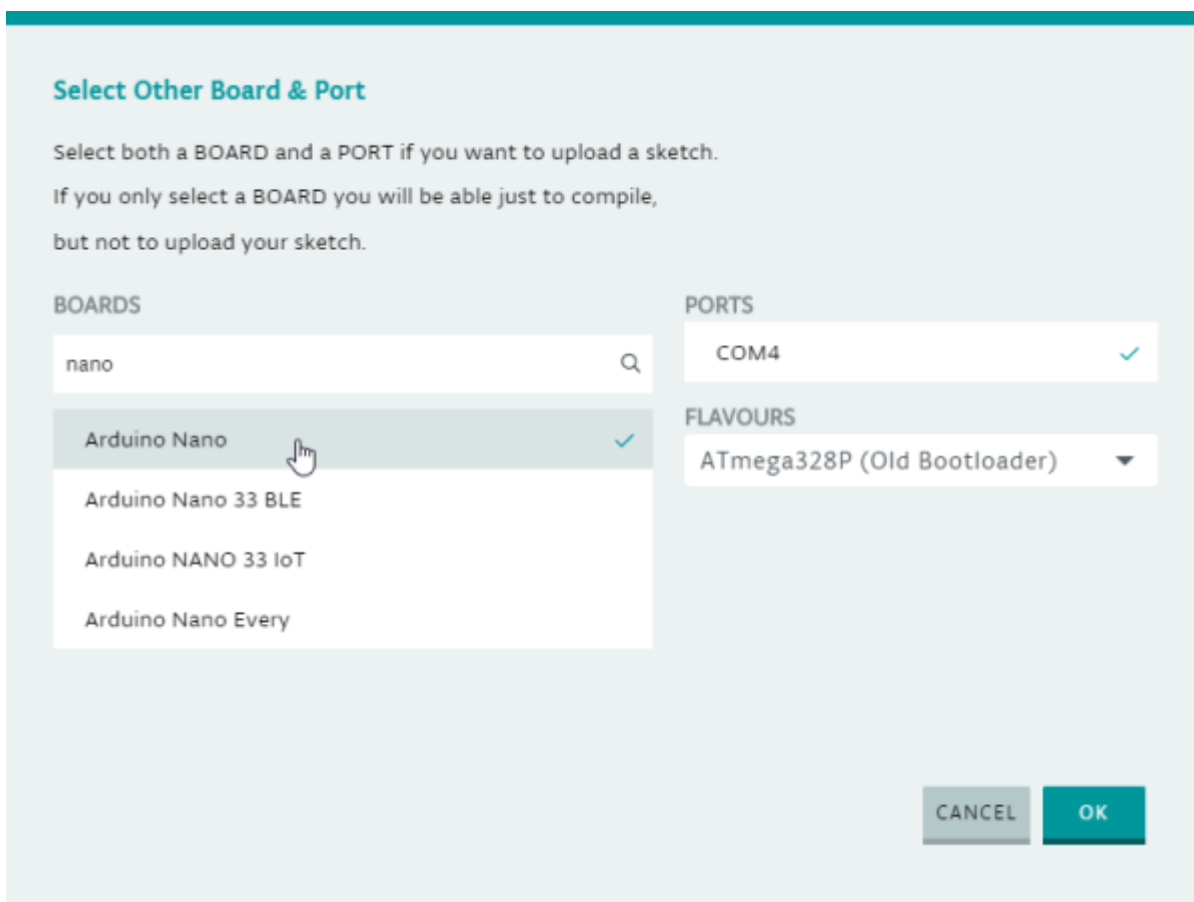 Select Other Board & Port
Select both a BOARD and a PORT if you want to upload a sketch.
If you only select a BOARD you will be able just to compile,
but not to upload your sketch.
BOARDS
nano
Arduino Nano
Arduino Nano 33 BLE
Arduino NANO 33 IoT
Arduino Nano Every
PORTS
COM4
FLAVOURS
ATmega328P (Old Bootloader)
CANCEL
OK